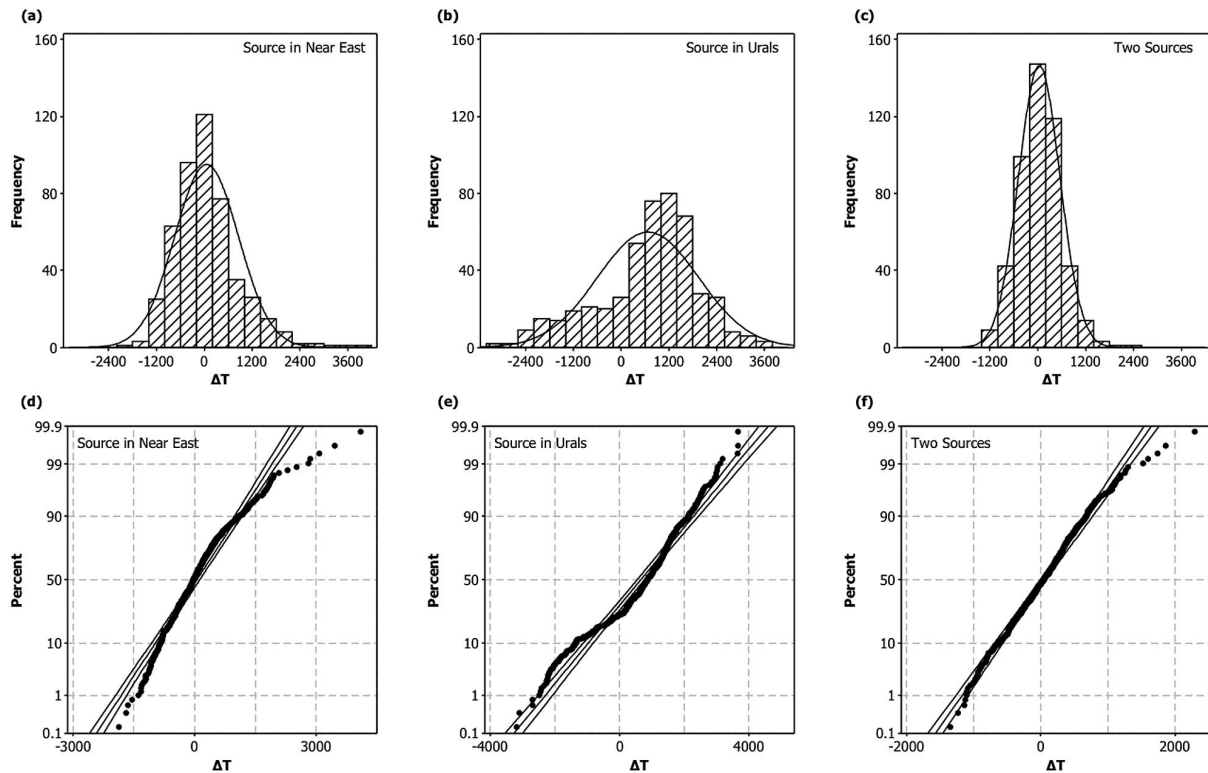 (a)
Source in Near East
160
120
80
40
0
Frequency
-2400 -1200 0 1200 2400 3600
ΔT
(b)
Source in Urals
160
120
80
40
0
Frequency
-2400 -1200 0 1200 2400 3600
ΔT
(c)
Two Sources
160
120
80
40
0
Frequency
-2400 -1200 0 1200 2400 3600
ΔT
(d)
Source in Near East
99.9
99
90
50
10
1
0.1
Percent
-3000 0 3000
ΔT
(e)
Source in Urals
99.9
99
90
50
10
1
0.1
Percent
-4000 0 4000
ΔT
(f)
Two Sources
99.9
99
90
50
10
1
0.1
Percent
-2000 0 2000
ΔT